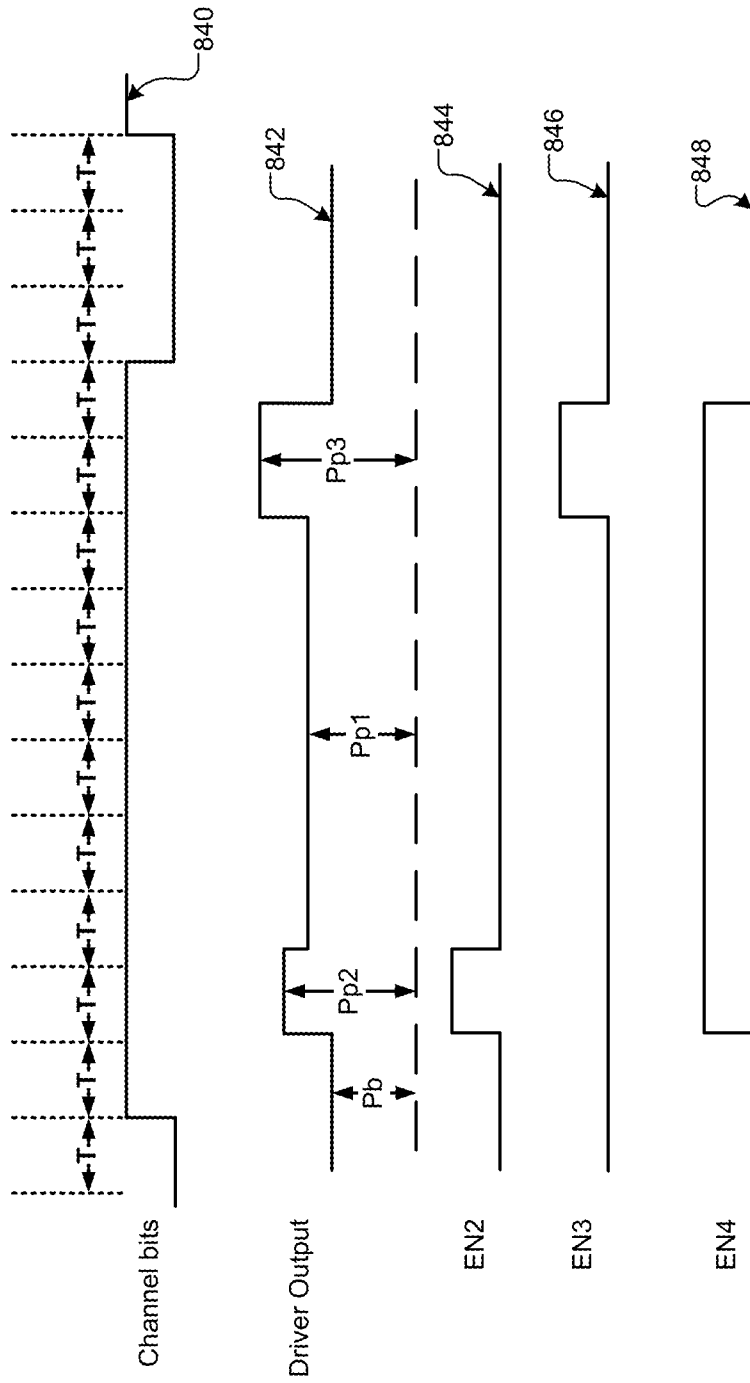 T T T T T T T T T T T T T T
Channel bits
840
Driver Output
Pb
Pp2
Pp1
Pp3
842
EN2
844
EN3
846
EN4
848